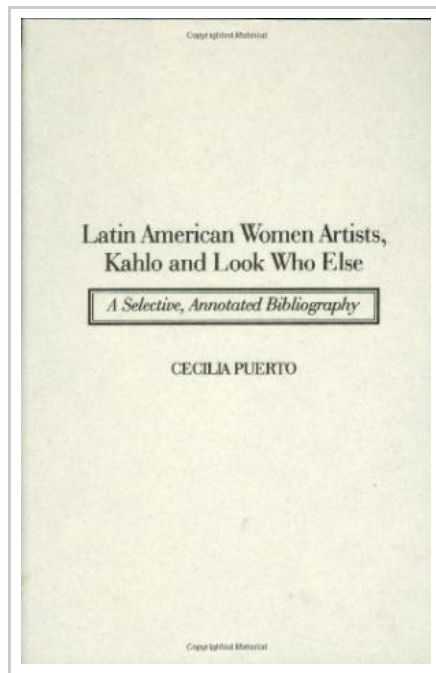 Copyrighted Material
Latin American Women Artists,
Kahlo and Look Who Else
A Selective, Annotated Bibliography
CECILIA PUERTO
Copyrighted Material